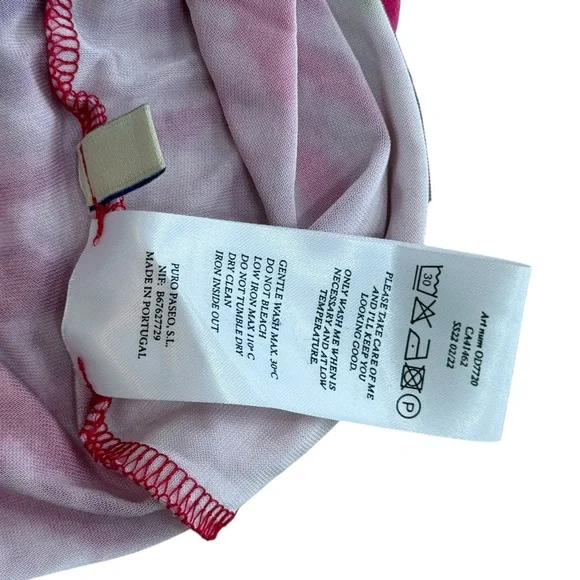 Art num OD7720
CA41462
SS22 02/22
30
P
PLEASE TAKE CARE OF ME
AND I'LL KEEP YOU
LOOKING GOOD.
ONLY WASH ME WHEN IS
NECESSARY AND AT LOW
TEMPERATURE.
GENTLE WASH MAX. 30ºC
DO NOT BLEACH
LOW IRON MAX 110ºC
DO NOT TUMBLE DRY
DRY CLEAN
IRON INSIDE OUT
PURO PASEO, S.L.
NIF: B67627729
MADE IN PORTUGAL